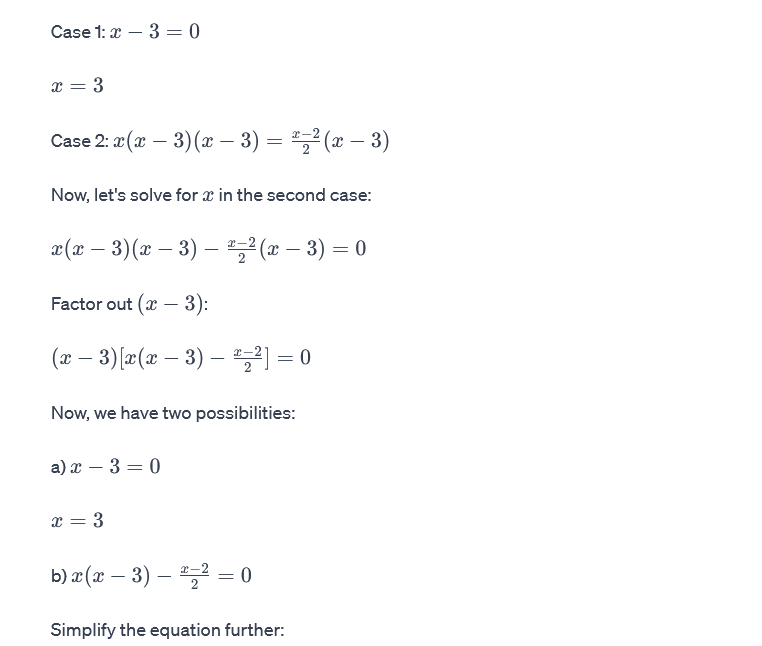 Case 1: x − 3 = 0
x = 3
Case 2: x(x − 3)(x − 3) = \frac{x−2}{2}(x − 3)
Now, let's solve for x in the second case:
x(x − 3)(x − 3) − \frac{x−2}{2}(x − 3) = 0
Factor out (x − 3):
(x − 3)[x(x − 3) − \frac{x−2}{2}] = 0
Now, we have two possibilities:
a) x − 3 = 0
x = 3
b) x(x − 3) − \frac{x−2}{2} = 0
Simplify the equation further: